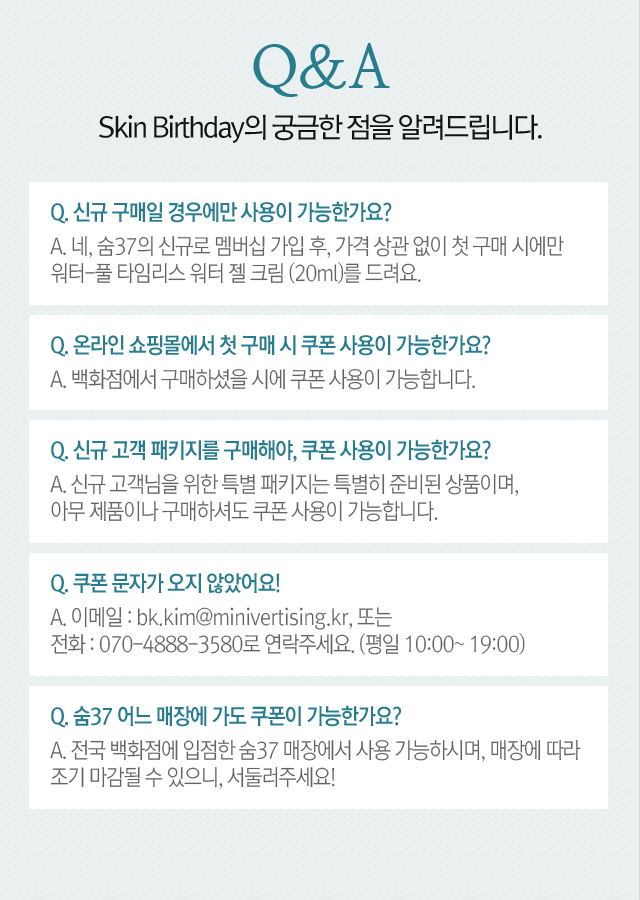 Q&A
Skin Birthday의 궁금한 점을 알려드립니다.
Q. 신규 구매일 경우에만 사용이 가능한가요?
A. 네, 숨37의 신규로 멤버십 가입 후, 가격 상관 없이 첫 구매 시에만
워터-풀 타임리스 워터 젤 크림 (20ml)를 드려요.
Q. 온라인 쇼핑몰에서 첫 구매 시 쿠폰 사용이 가능한가요?
A. 백화점에서 구매하셨을 시에 쿠폰 사용이 가능합니다.
Q. 신규 고객 패키지를 구매해야, 쿠폰 사용이 가능한가요?
A. 신규 고객님을 위한 특별 패키지는 특별히 준비된 상품이며,
아무 제품이나 구매하셔도 쿠폰 사용이 가능합니다.
Q. 쿠폰 문자가 오지 않았어요!
A. 이메일 : bk.kim@minivertising.kr, 또는
전화 : 070-4888-3580로 연락주세요. (평일 10:00~ 19:00)
Q. 숨37 어느 매장에 가도 쿠폰이 가능한가요?
A. 전국 백화점에 입점한 숨37 매장에서 사용 가능하시며, 매장에 따라
조기 마감될 수 있으니, 서둘러주세요!